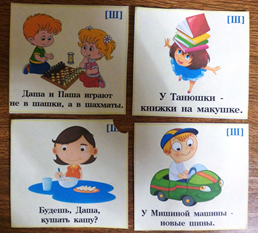 [Ш]
Даша и Паша играют
не в шашки, а в шахматы.
[Ш]
У Танюшки -
книжки на макушке.
[Ш]
Будешь, Даша,
кушать кашу?
[Ш]
У Мишиной машины -
новые шины.